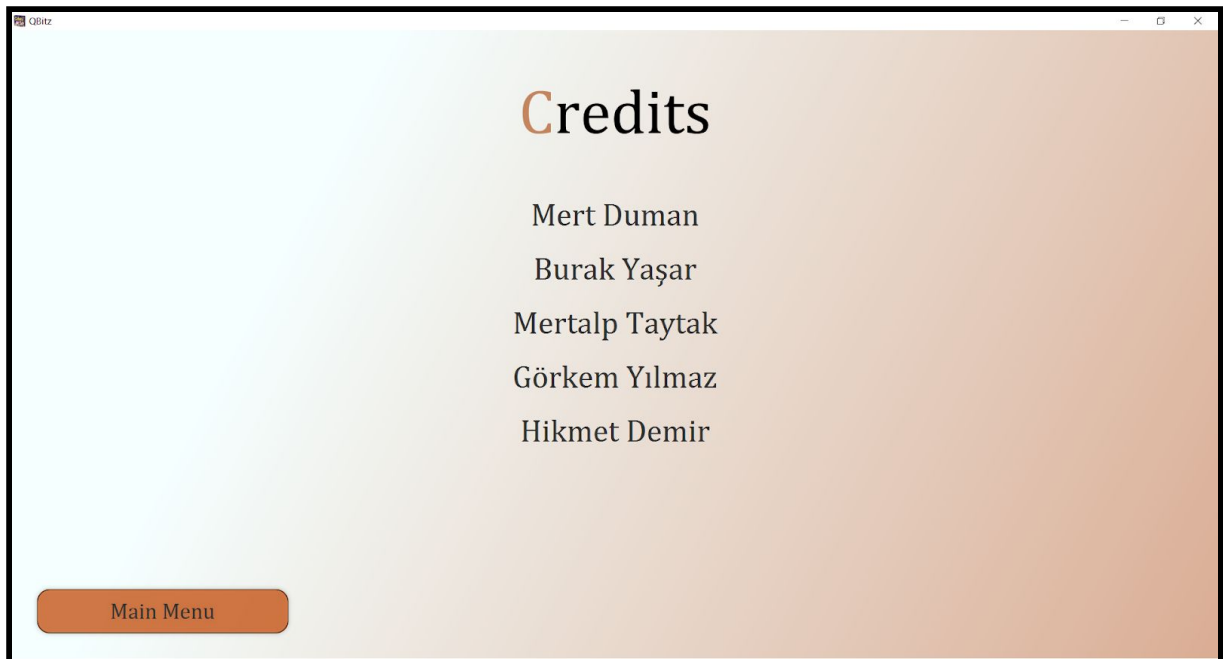 QBitz
Credits
Mert Duman
Burak Yaşar
Mertalp Taytak
Görkem Yılmaz
Hikmet Demir
Main Menu